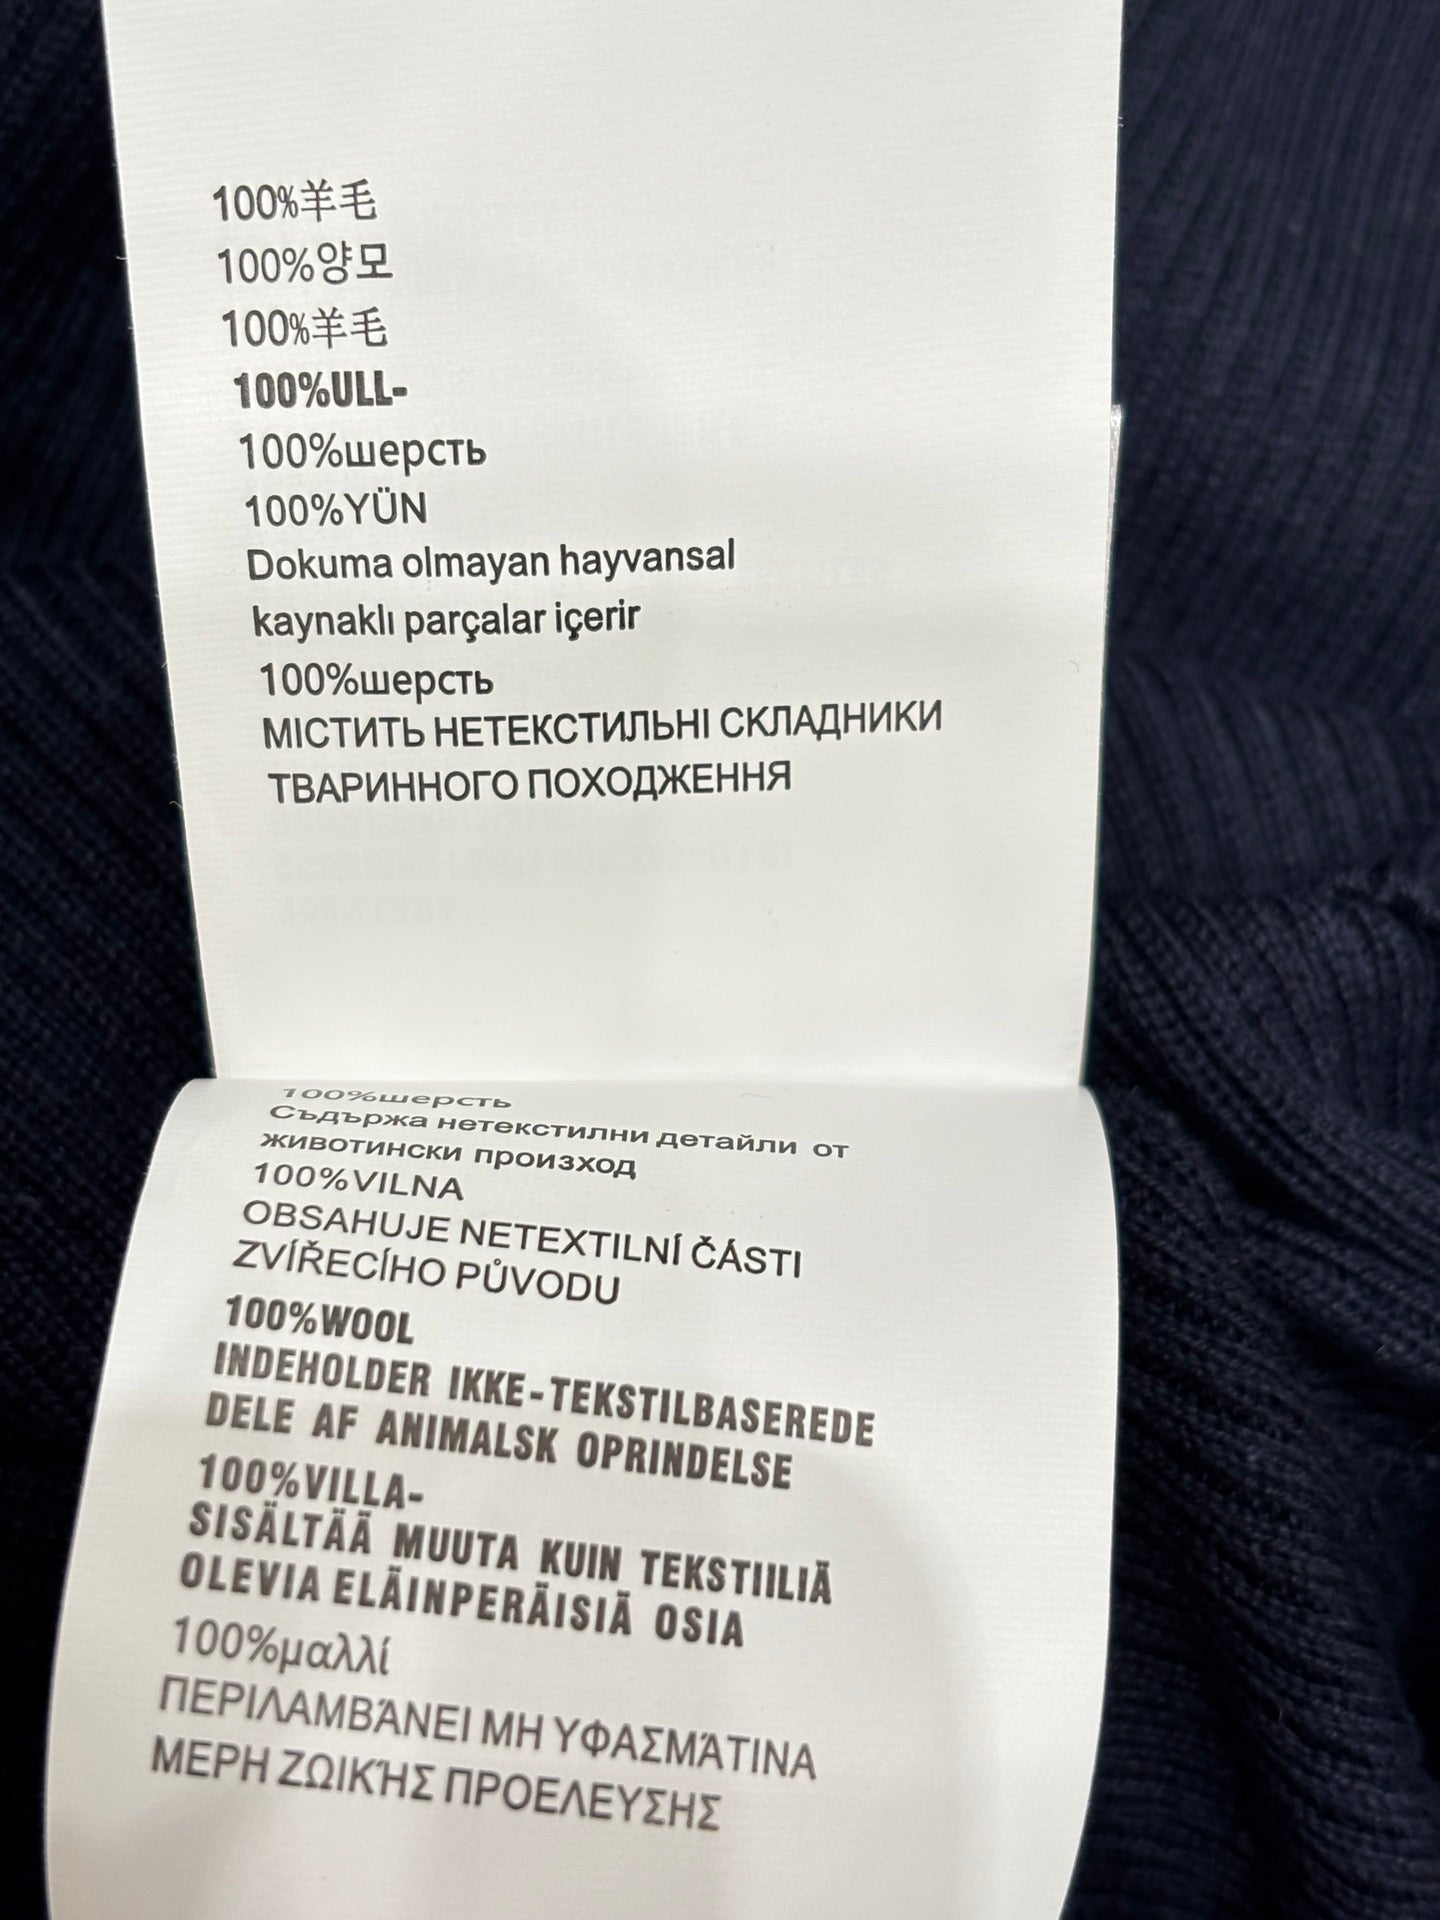 100%羊毛
100%양모
100%羊毛
100%ULL-
100%шерсть
100%YÜN
Dokuma olmayan hayvansal
kaynaklı parçalar içerir
100%шерсть
МІСТИТЬ НЕТЕКСТИЛЬНІ СКЛАДНИКИ
ТВАРИННОГО ПОХОДЖЕННЯ
100%шерсть
Съдържа нетекстилни детайли от
животински произход
100%VILNA
OBSAHUJE NETEXTILNÍ ČÁSTI
ZVÍŘECÍHO PŮVODU
100%WOOL
INDEHOLDER IKKE-TEKSTILBASEREDE
DELE AF ANIMALSK OPRINDELSE
100%VILLA-
SISÄLTÄÄ MUUTA KUIN TEKSTIILIÄ
OLEVIA ELÄINPERÄISIÄ OSIA
100%μαλλί
ΠΕΡΙΛΑΜΒΆΝΕΙ ΜΗ ΥΦΑΣΜΆΤΙΝΑ
ΜΕΡΗ ΖΩΙΚΉΣ ΠΡΟΕΛΕΥΣΗΣ